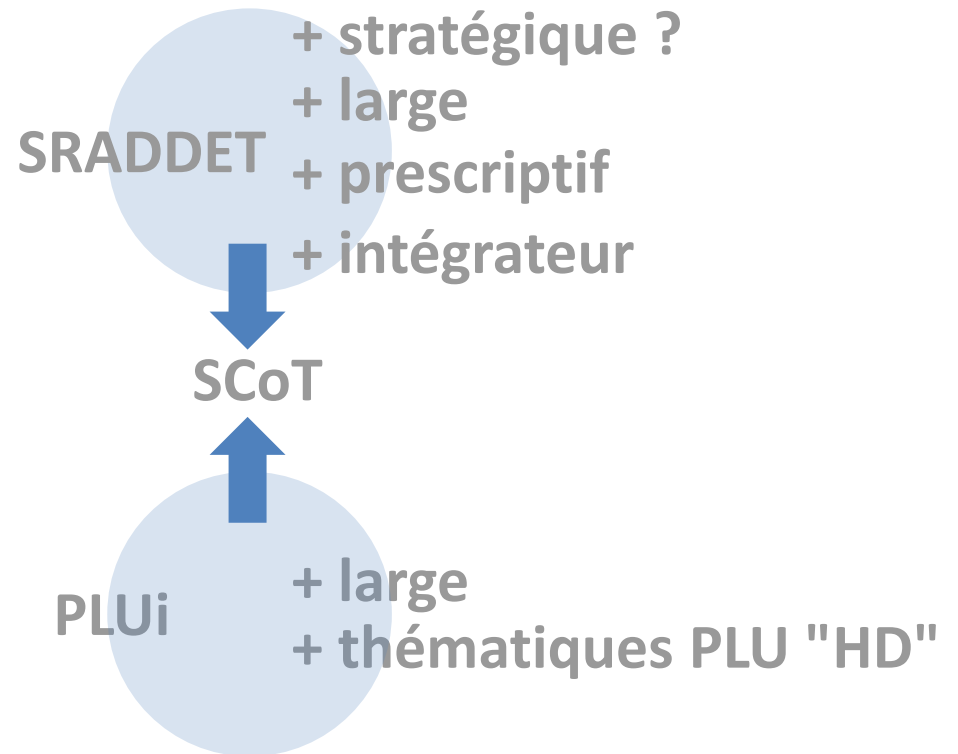 + stratégique ?
+ large
SRADDET
+ prescriptif
+ intégrateur
SCoT
+ large
PLUi
+ thématiques PLU "HD"